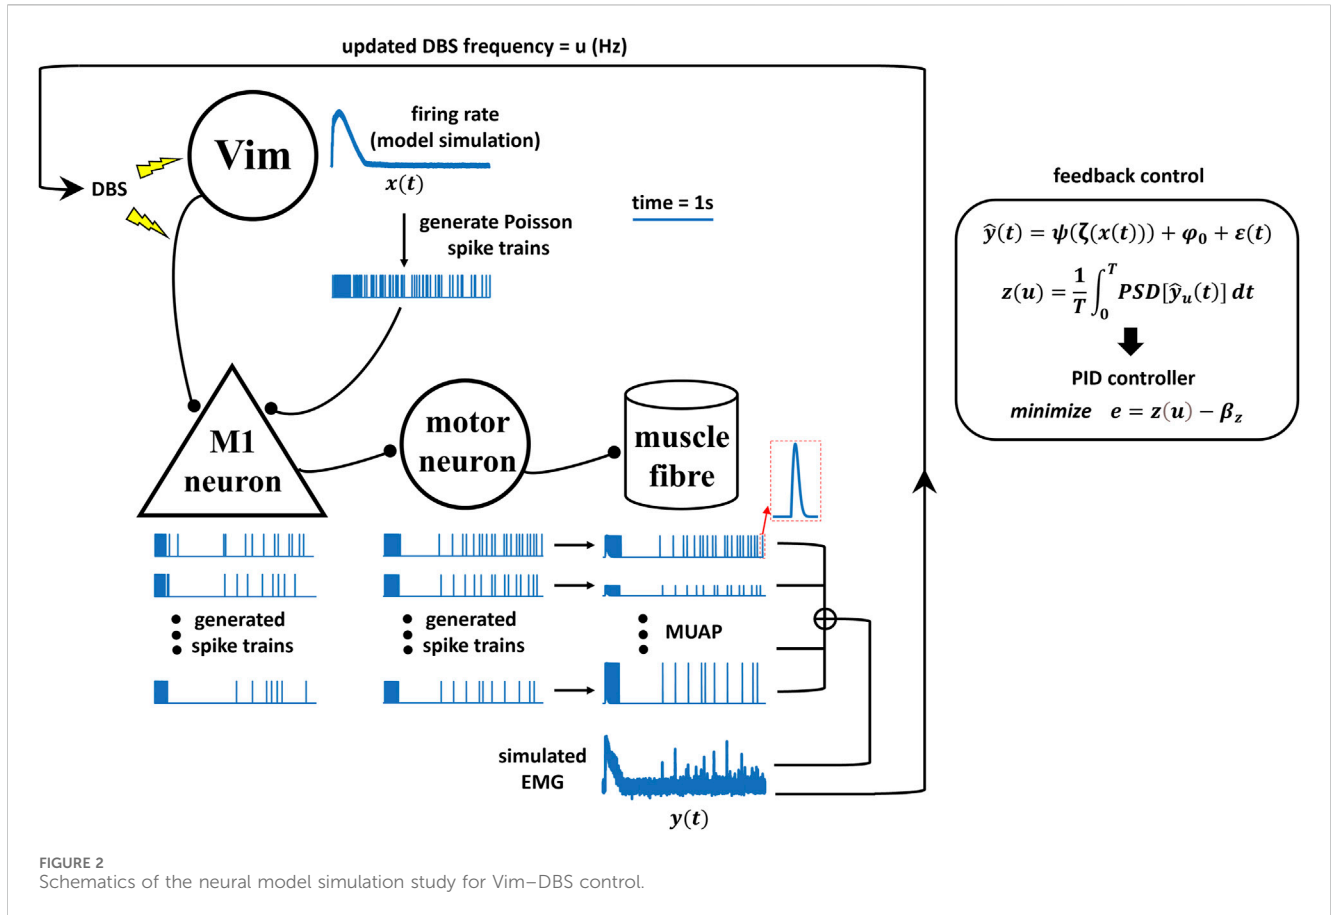 updated DBS frequency = u (Hz)
Vim
DBS
firing rate
(model simulation)
x(t)
time = 1s
generate Poisson
spike trains
feedback control
ŷ(t) = ψ(ζ(x(t))) + φ₀ + ε(t)
z(u) = 1/T ∫₀ᵀ PSD[ŷᵤ(t)] dt
PID controller
minimize e = z(u) − β_z
M1
neuron
motor
neuron
muscle
fibre
generated
spike trains
generated
spike trains
MUAP
simulated
EMG
y(t)
FIGURE 2
Schematics of the neural model simulation study for Vim–DBS control.